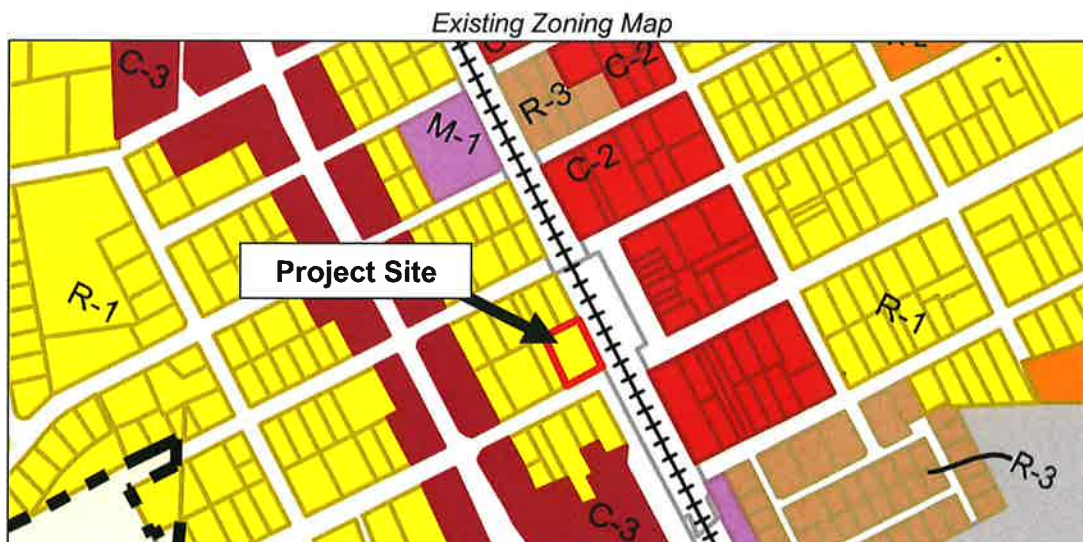 Existing Zoning Map
C-3
C-2
R-3
M-1
C-2
Project Site
R-1
R-1
R-3
C-3